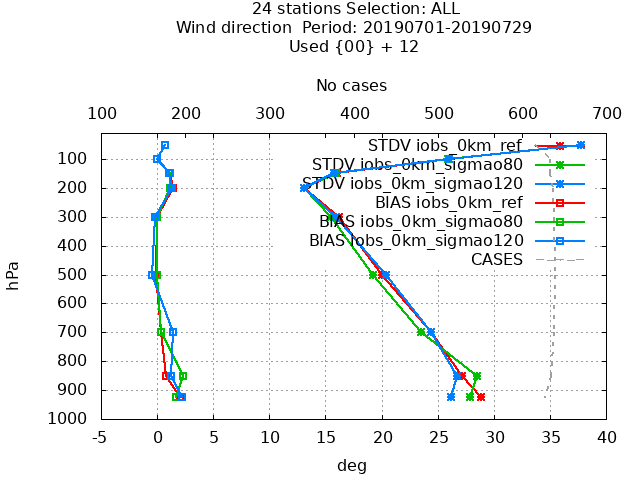 24 stations Selection: ALL
Wind direction  Period: 20190701-20190729
Used {00} + 12
No cases
100 200 300 400 500 600 700
STDV iobs_0km_ref
STDV iobs_0km_sigmao80
STDV iobs_0km_sigmao120
BIAS iobs_0km_ref
BIAS iobs_0km_sigmao80
BIAS iobs_0km_sigmao120
CASES
hPa
100
200
300
400
500
600
700
800
900
1000
-5 0 5 10 15 20 25 30 35 40
deg